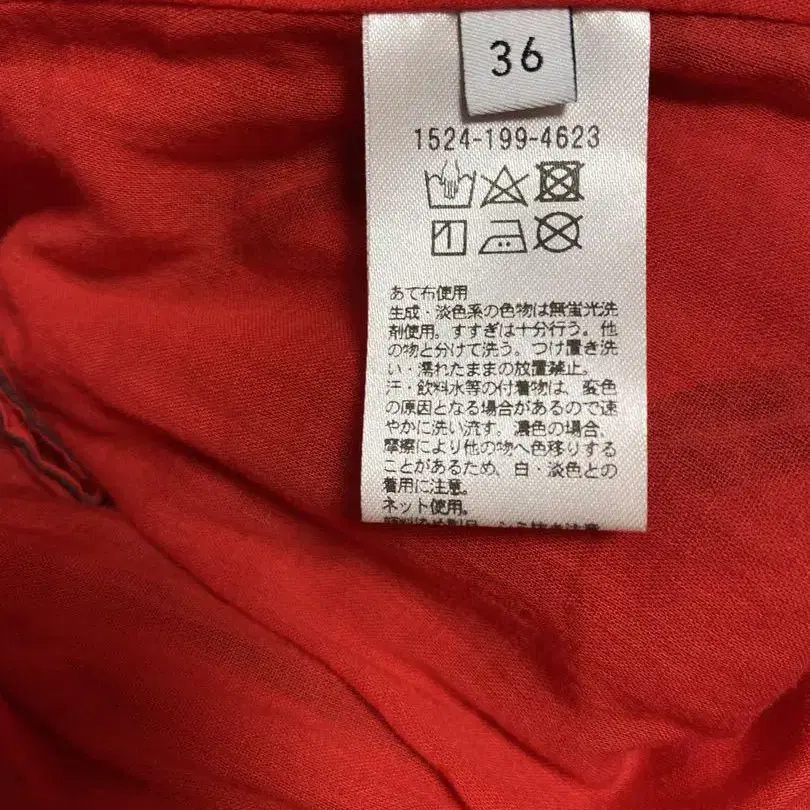 36
1524-199-4623
あて布使用
生成・淡色系の色物は無蛍光洗
剤使用。すすぎは十分行う。他
の物と分けて洗う。つけ置き洗
い・濡れたままの放置禁止。
汗・飲料水等の付着物は、変色
の原因となる場合があるので速
やかに洗い流す。濃色の場合、
摩擦により他の物へ色移りする
ことがあるため、白・淡色との
着用に注意。
ネット使用。